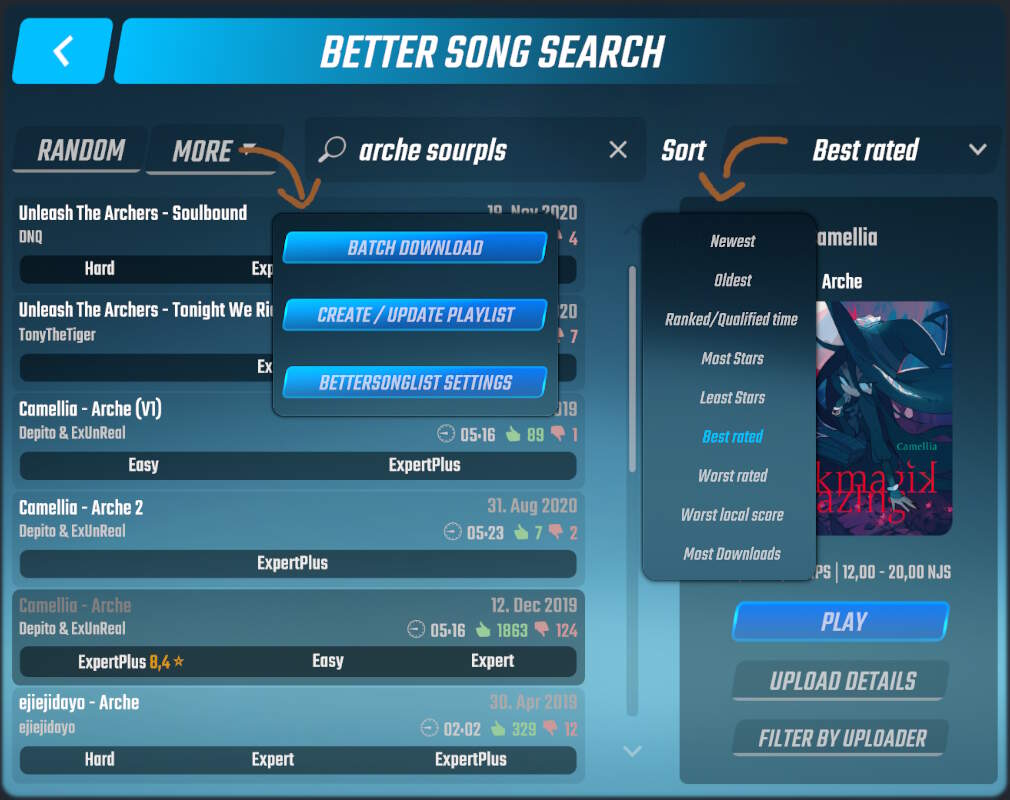 BETTER SONG SEARCH
RANDOM
MORE
arche sourpls
Sort
Best rated
Unleash The Archers - Soulbound
19. Nov 2020
DNQ
4
Hard
BATCH DOWNLOAD
CREATE / UPDATE PLAYLIST
BETTERSONGLIST SETTINGS
Unleash The Archers - Tonight We
TonyTheTiger
7
Camellia - Arche (V1)
Depito & ExUnReal
05:16 89 1
Easy ExpertPlus
Camellia - Arche 2
31. Aug 2020
Depito & ExUnReal
05:23 7 2
ExpertPlus
Camellia - Arche
12. Dec 2019
Depito & ExUnReal
05:16 1863 124
ExpertPlus 8,4 Easy Expert
ejiejidayo - Arche
30. Apr 2019
ejiejidayo
02:02 329 12
Hard Expert ExpertPlus
Newest
Oldest
Ranked/Qualified time
Most Stars
Least Stars
Best rated
Worst rated
Worst local score
Most Downloads
amellia
Arche
Camellia
kmagik
azing
PS | 12,00 - 20,00 NJS
PLAY
UPLOAD DETAILS
FILTER BY UPLOADER